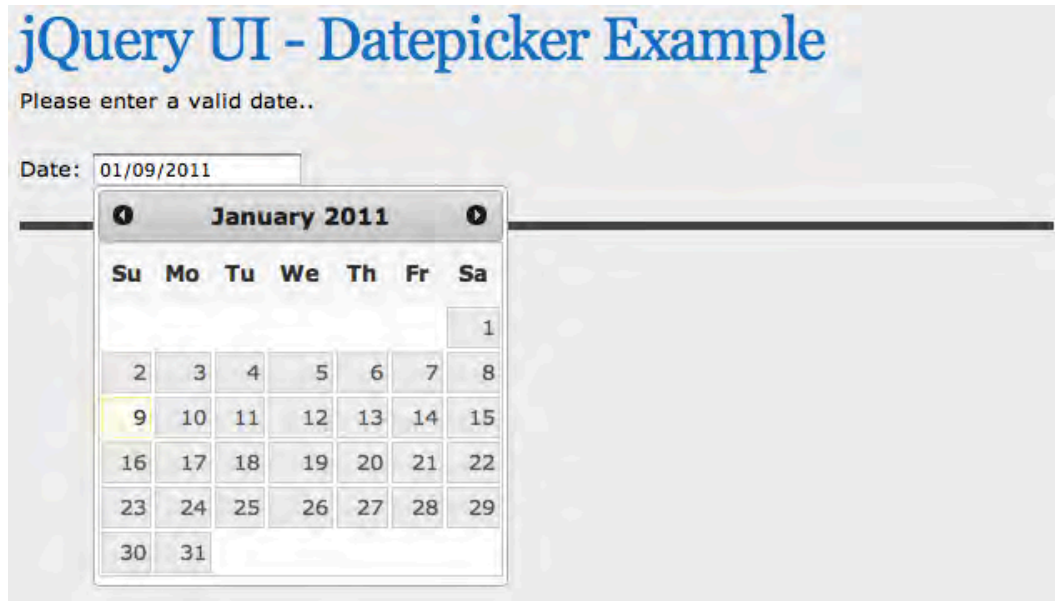 jQuery UI - Datepicker Example
Please enter a valid date..
Date: 01/09/2011
January 2011
Su Mo Tu We Th Fr Sa
1
2 3 4 5 6 7 8
9 10 11 12 13 14 15
16 17 18 19 20 21 22
23 24 25 26 27 28 29
30 31